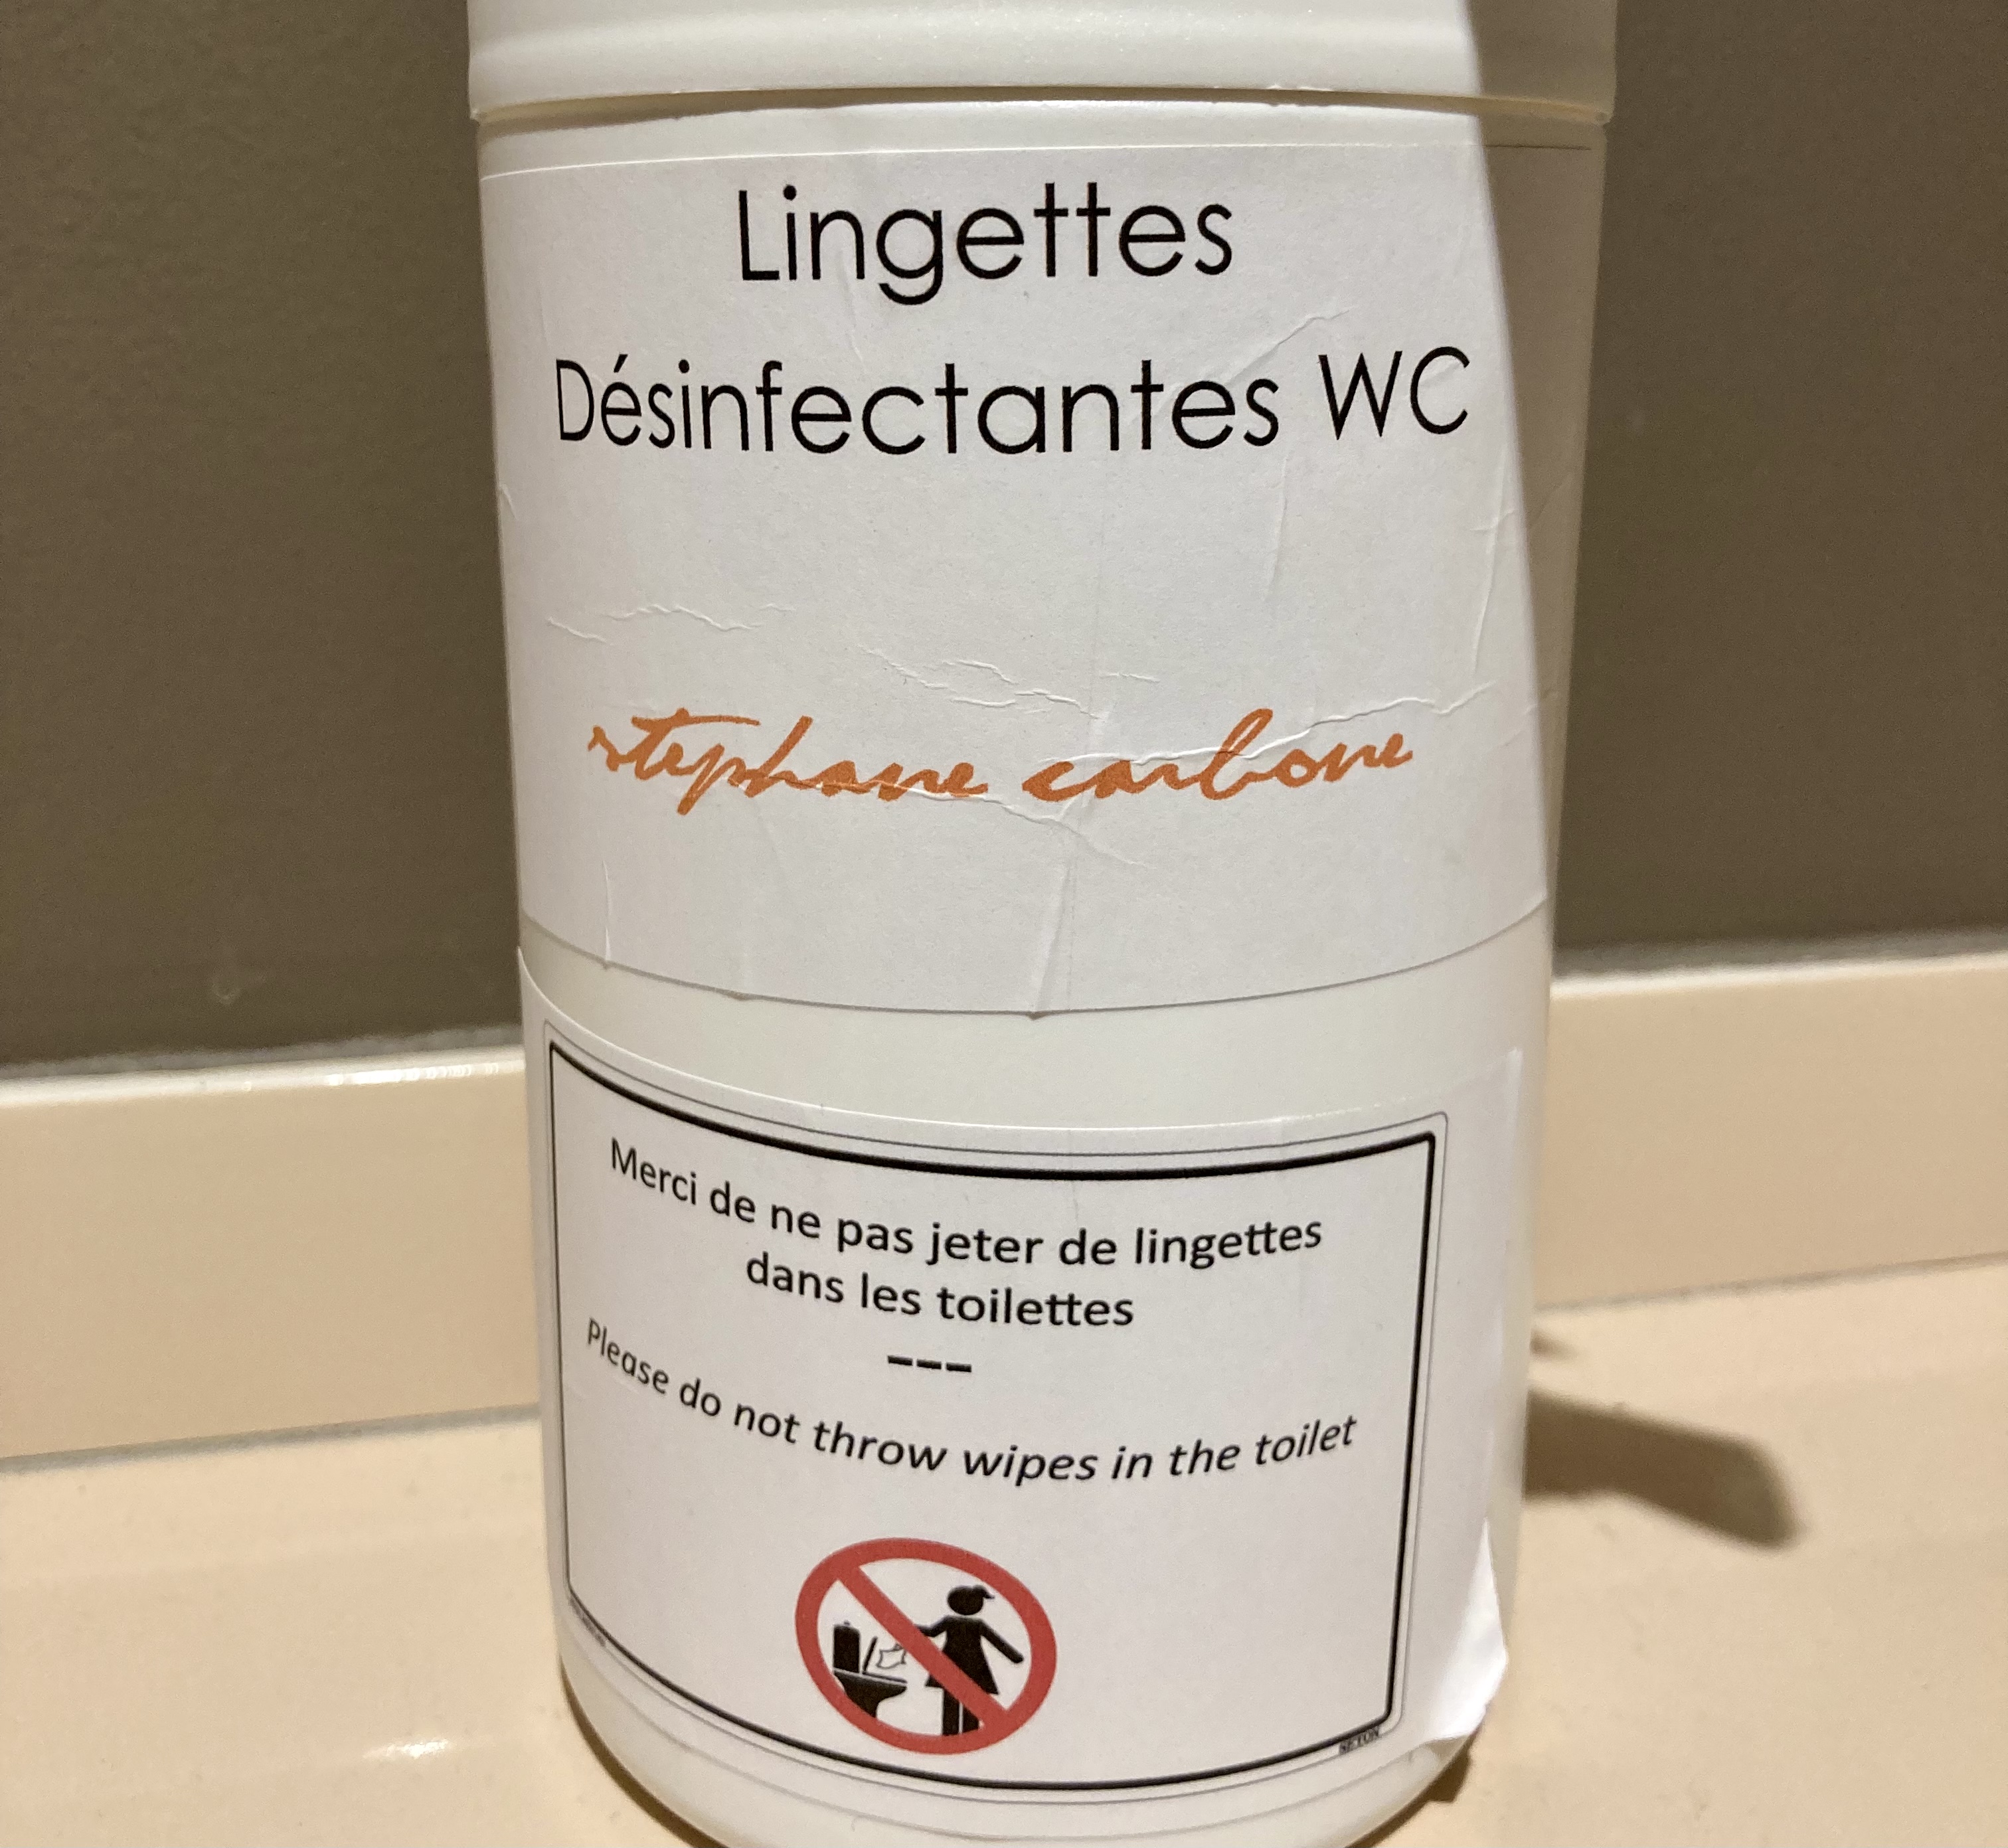 Lingettes
Désinfectantes WC
stephane carbone
Merci de ne pas jeter de lingettes
dans les toilettes
---
Please do not throw wipes in the toilet
SETON